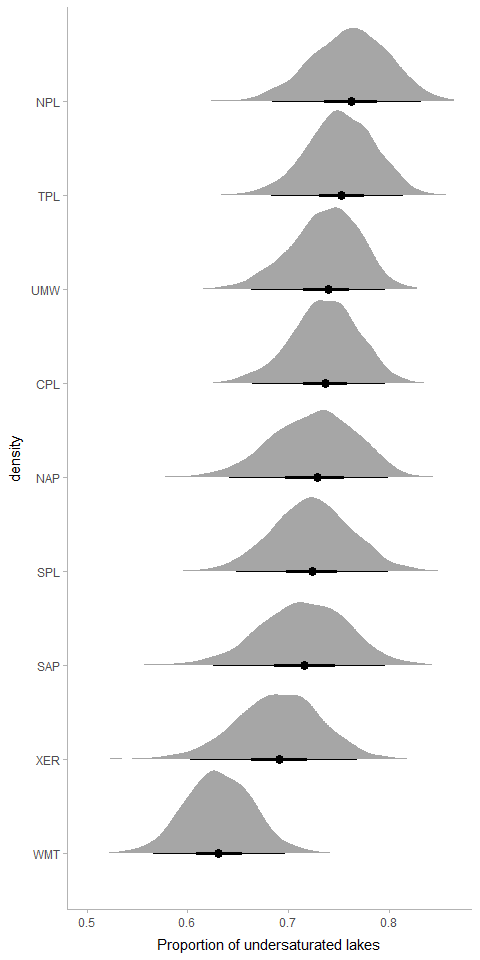 NPL
TPL
UMW
CPL
density
NAP
SPL
SAP
XER
WMT
0.5 0.6 0.7 0.8
Proportion of undersaturated lakes